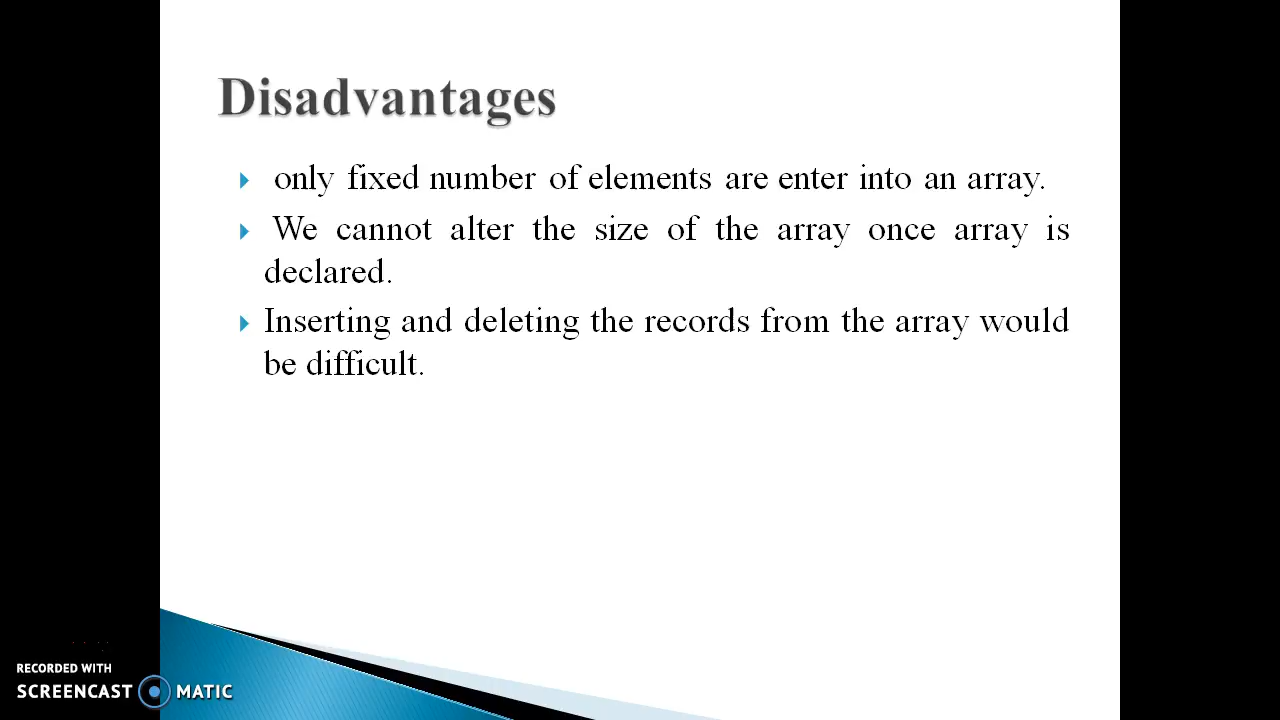 Disadvantages
only fixed number of elements are enter into an array.
We cannot alter the size of the array once array is
declared.
Inserting and deleting the records from the array would
be difficult.
RECORDED WITH
SCREENCAST MATIC